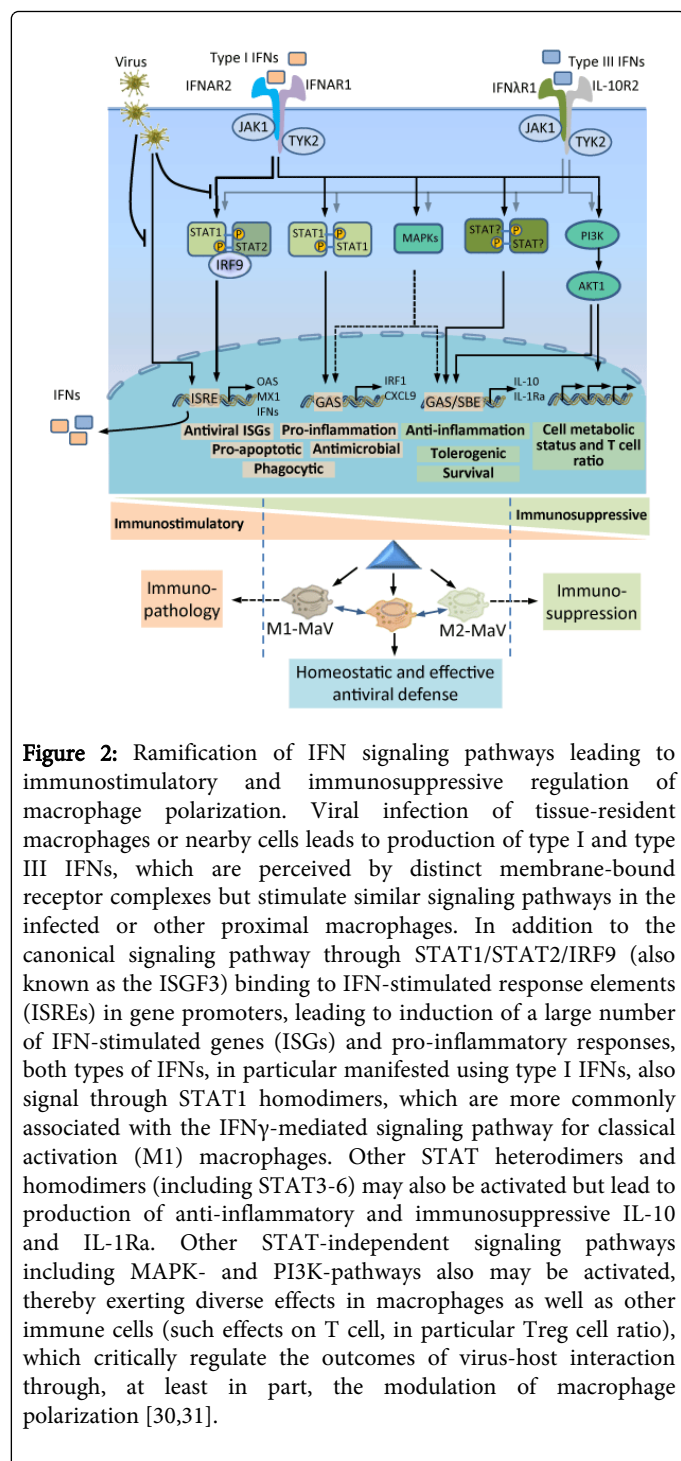 Virus
Type I IFNs
Type III IFNs
IFNAR2
IFNAR1
IFNλR1
IL-10R2
JAK1
TYK2
JAK1
TYK2
STAT1
P
P
STAT2
IRF9
STAT1
P
P
STAT1
MAPKs
STAT?
P
P
STAT?
PI3K
AKT1
IFNs
ISRE
OAS
MX1
IFNs
GAS
IRF1
CXCL9
GAS/SBE
IL-10
IL-1Ra
Antiviral ISGs
Pro-inflammation
Anti-inflammation
Cell metabolic
status and T cell
ratio
Pro-apoptotic
Antimicrobial
Tolerogenic
Phagocytic
Survival
Immunostimulatory
Immunosuppressive
Immuno-
pathology
M1-MaV
M2-MaV
Immuno-
suppression
Homeostatic and effective
antiviral defense
Figure 2: Ramification of IFN signaling pathways leading to
immunostimulatory and immunosuppressive regulation of
macrophage polarization. Viral infection of tissue-resident
macrophages or nearby cells leads to production of type I and type
III IFNs, which are perceived by distinct membrane-bound
receptor complexes but stimulate similar signaling pathways in the
infected or other proximal macrophages. In addition to the
canonical signaling pathway through STAT1/STAT2/IRF9 (also
known as the ISGF3) binding to IFN-stimulated response elements
(ISREs) in gene promoters, leading to induction of a large number
of IFN-stimulated genes (ISGs) and pro-inflammatory responses,
both types of IFNs, in particular manifested using type I IFNs, also
signal through STAT1 homodimers, which are more commonly
associated with the IFNγ-mediated signaling pathway for classical
activation (M1) macrophages. Other STAT heterodimers and
homodimers (including STAT3-6) may also be activated but lead to
production of anti-inflammatory and immunosuppressive IL-10
and IL-1Ra. Other STAT-independent signaling pathways
including MAPK- and PI3K-pathways also may be activated,
thereby exerting diverse effects in macrophages as well as other
immune cells (such effects on T cell, in particular Treg cell ratio),
which critically regulate the outcomes of virus-host interaction
through, at least in part, the modulation of macrophage
polarization [30,31].